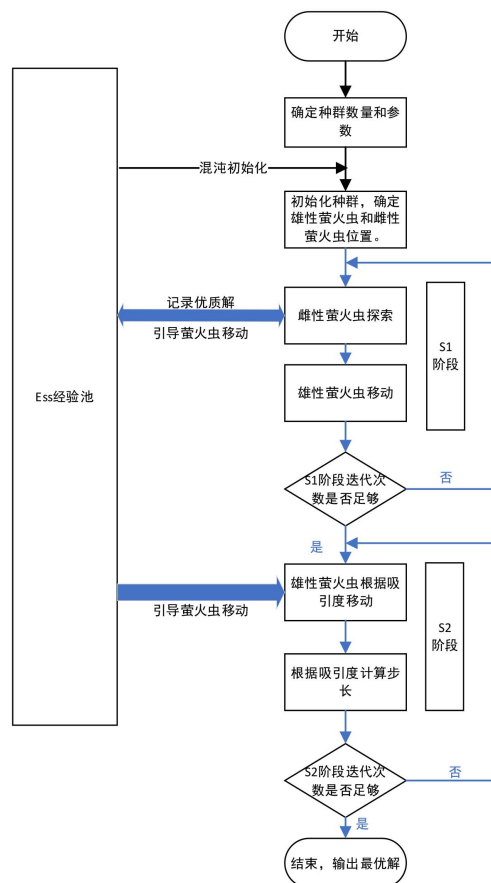 开始
确定种群数量和参
数
混沌初始化
初始化种群，确定
雄性萤火虫和雌性
萤火虫位置。
记录优质解
引导萤火虫移动
雌性萤火虫探索
S1
阶段
Ess经验池
雄性萤火虫移动
S1阶段迭代次
数是否足够
否
是
雄性萤火虫根据吸
引度移动
引导萤火虫移动
S2
阶段
根据吸引度计算步
长
S2阶段迭代次
数是否足够
否
是
结束，输出最优解